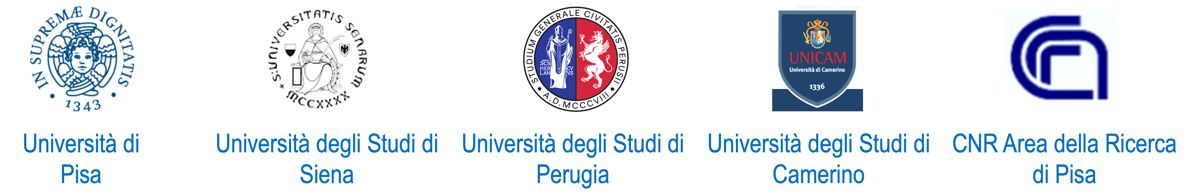 IN SUPREMÆ DIGNITATIS
· 1343 ·
Università di
Pisa
S·UNIVERSITATIS SENARUM
MCCXXXX
Università degli Studi di
Siena
STUDIUM GENERALE CIVITATIS PERUSII
A.D. MCCCVIII
Università degli Studi di
Perugia
UNICAM
Università di Camerino
1336
Università degli Studi di
Camerino
CNR Area della Ricerca
di Pisa